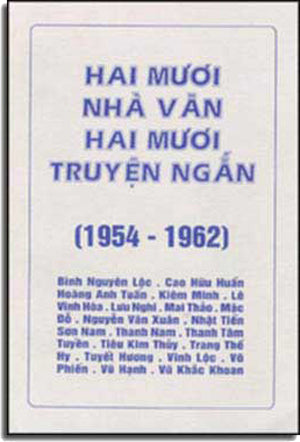 HAI MƯƠI
NHÀ VĂN
HAI MƯƠI
TRUYỆN NGẮN
(1954 - 1962)
Bình Nguyên Lộc . Cao Hữu Huấn
Hoàng Anh Tuấn . Kiêm Minh . Lê
Vĩnh Hòa . Lưu Nghi . Mai Thảo . Mặc
Đỗ . Nguyễn Văn Xuân . Nhật Tiến
Sơn Nam . Thanh Nam . Thanh Tâm
Tuyền . Tiêu Kim Thủy . Trang Thế
Hy . Tuyết Hương . Vĩnh Lộc . Võ
Phiến . Vũ Hạnh . Vũ Khắc Khoan